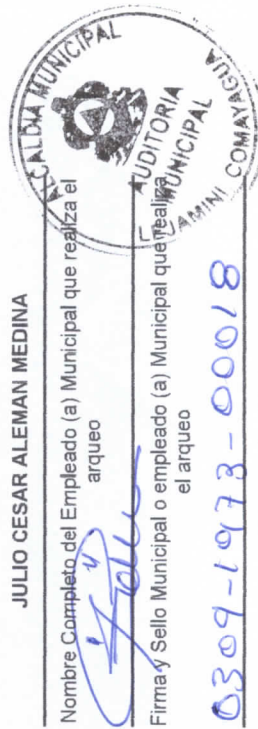 JULIO CESAR ALEMAN MEDINA
Nombre Completo del Empleado (a) Municipal que realiza el
arqueo
Firma y Sello Municipal o empleado (a) Municipal que realiza
el arqueo
0309-1973-00018
ALCALDIA MUNICIPAL
AUDITORIA
MUNICIPAL
LEJAMINI COMAYAGUA